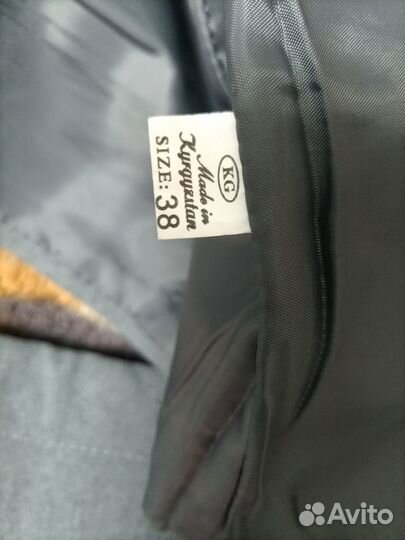 KG
Made in
Kyrgyzstan
SIZE: 38
Avito